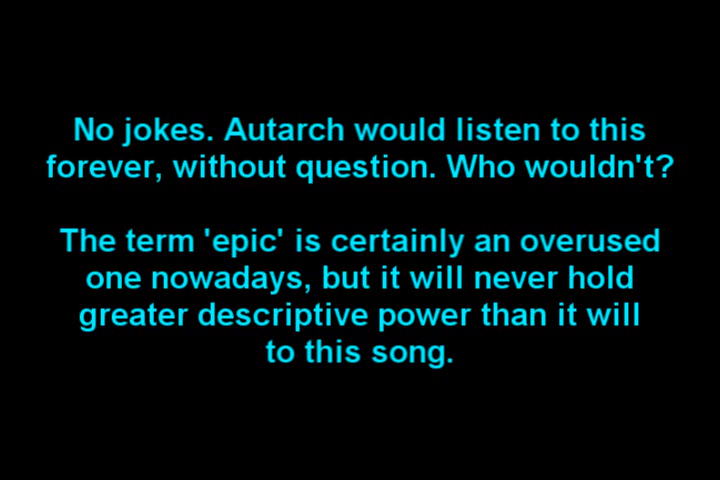 No jokes. Autarch would listen to this
forever, without question. Who wouldn't?
The term 'epic' is certainly an overused
one nowadays, but it will never hold
greater descriptive power than it will
to this song.